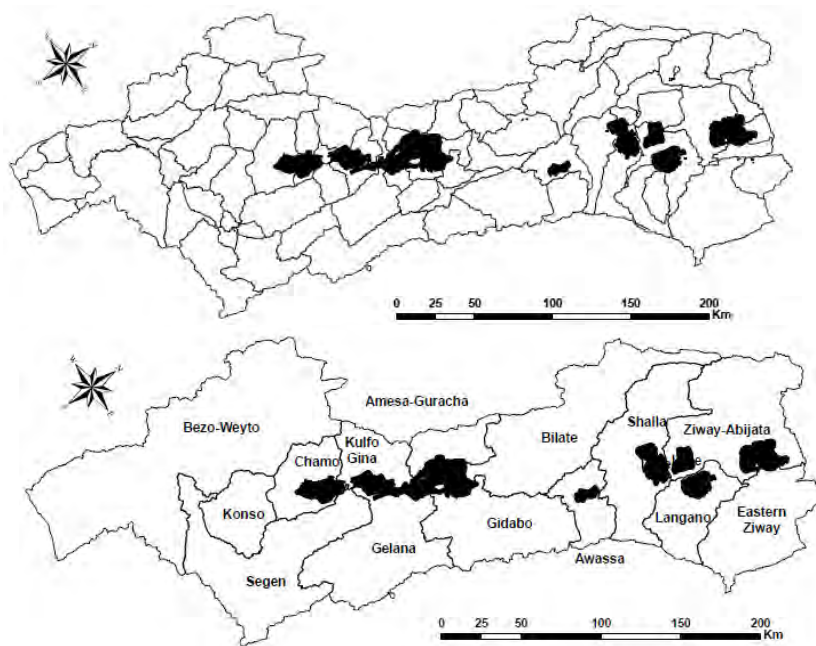 0 25 50 100 150 200
Km
Amesa-Guracha
Bezo-Weyto
Shalla
Bilate
Ziway-Abijata
Kulfo
Gina
Chamo
Konso
Gidabo
Langano
Eastern
Ziway
Gelana
Awassa
Segen
0 25 50 100 150 200
Km